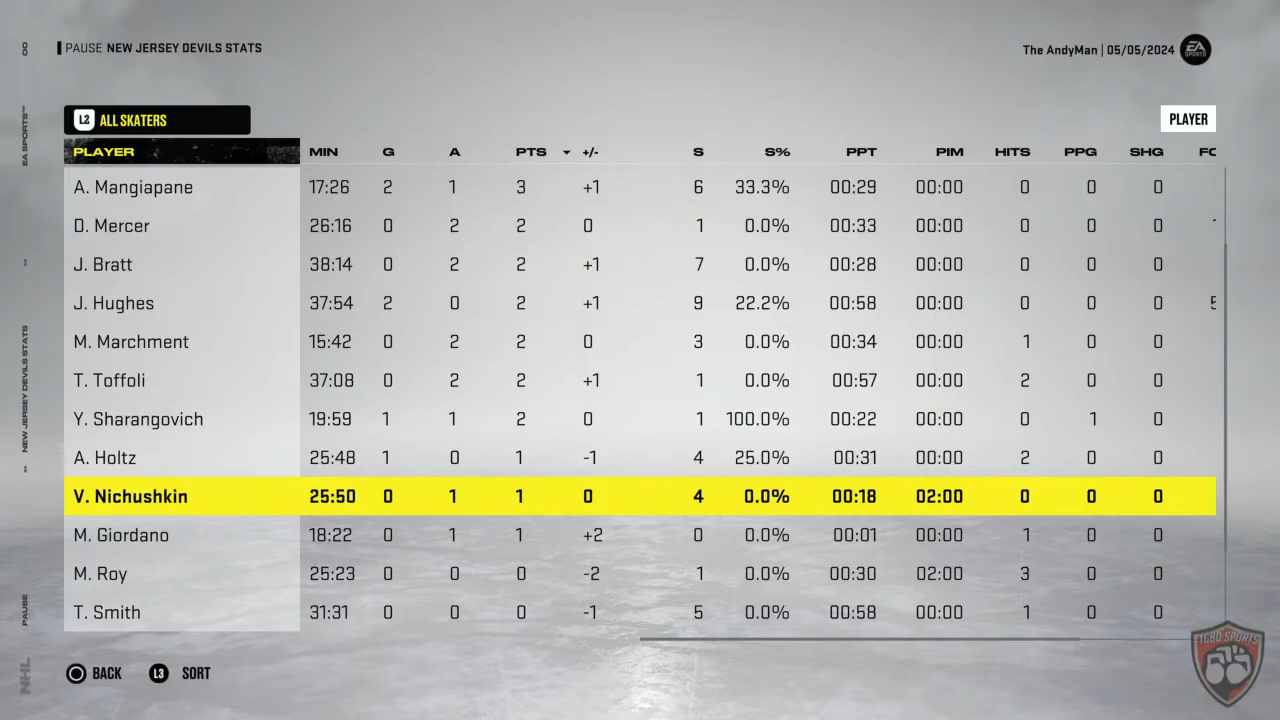 PAUSE NEW JERSEY DEVILS STATS
The AndyMan | 05/05/2024
EA SPORTS
L2 ALL SKATERS
PLAYER
PLAYER MIN G A PTS +/- S S% PPT PIM HITS PPG SHG
A. Mangiapane 17:26 2 1 3 +1 6 33.3% 00:29 00:00 0 0 0
D. Mercer 26:16 0 2 2 0 1 0.0% 00:33 00:00 0 0 0
J. Bratt 38:14 0 2 2 +1 7 0.0% 00:28 00:00 0 0 0
J. Hughes 37:54 2 0 2 +1 9 22.2% 00:58 00:00 0 0 0
M. Marchment 15:42 0 2 2 0 3 0.0% 00:34 00:00 1 0 0
T. Toffoli 37:08 0 2 2 +1 1 0.0% 00:57 00:00 2 0 0
Y. Sharangovich 19:59 1 1 2 0 1 100.0% 00:22 00:00 0 1 0
A. Holtz 25:48 1 0 1 -1 4 25.0% 00:31 00:00 2 0 0
V. Nichushkin 25:50 0 1 1 0 4 0.0% 00:18 02:00 0 0 0
M. Giordano 18:22 0 1 1 +2 0 0.0% 00:01 00:00 1 0 0
M. Roy 25:23 0 0 0 -2 1 0.0% 00:30 02:00 3 0 0
T. Smith 31:31 0 0 0 -1 5 0.0% 00:58 00:00 1 0 0
BACK L3 SORT
EA SPORTS™
NEW JERSEY DEVILS STATS
PAUSE
NHL
TGBD SPORTS